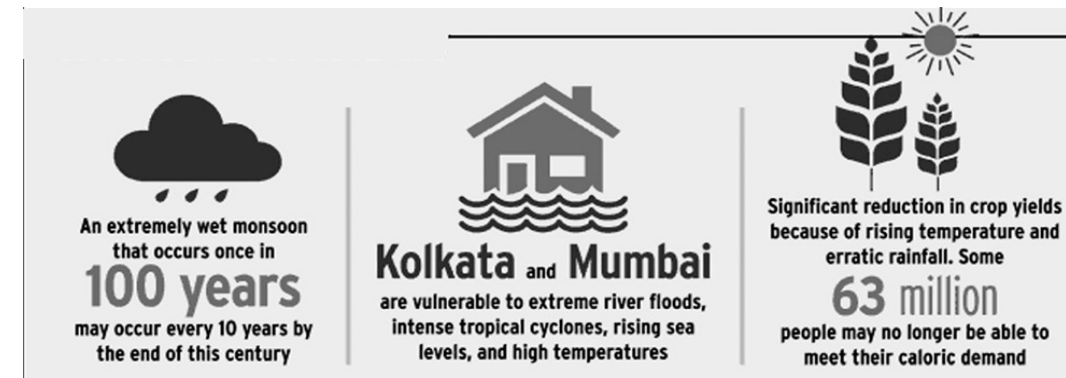 An extremely wet monsoon
that occurs once in
100 years
may occur every 10 years by
the end of this century
Kolkata and Mumbai
are vulnerable to extreme river floods,
intense tropical cyclones, rising sea
levels, and high temperatures
Significant reduction in crop yields
because of rising temperature and
erratic rainfall. Some
63 million
people may no longer be able to
meet their caloric demand